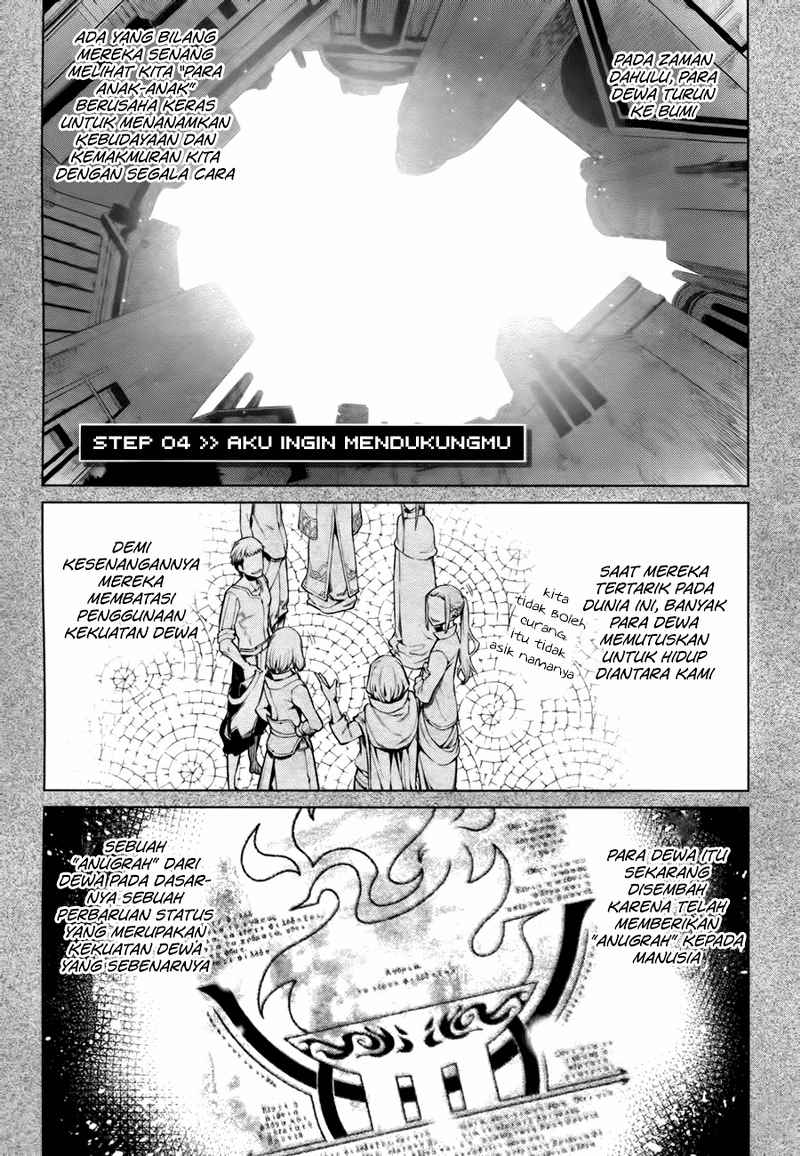 PADA ZAMAN
DAHULU, PARA
DEWA TURUN
KE BUMI
ADA YANG BILANG
MEREKA SENANG
MELIHAT KITA "PARA
ANAK-ANAK"
BERUSAHA KERAS
UNTUK MENANAMKAN
KEBUDAYAAN DAN
KEMAKMURAN KITA
DENGAN SEGALA CARA
STEP 04 >> AKU INGIN MENDUKUNGMU
SAAT MEREKA
TERTARIK PADA
DUNIA INI, BANYAK
PARA DEWA
MEMUTUSKAN
UNTUK HIDUP
DIANTARA KAMI
kita
tidak boleh
curang.
itu tidak
asik namanya
DEMI
KESENANGANNYA
MEREKA
MEMBATASI
PENGGUNAAN
KEKUATAN DEWA
PARA DEWA ITU
SEKARANG
DISEMBAH
KARENA TELAH
MEMBERIKAN
"ANUGRAH" KEPADA
MANUSIA
SEBUAH
"ANUGRAH" DARI
DEWA PADA DASAR-
NYA SEBUAH
PERBARUAN STATUS
YANG MERUPAKAN
KEKUATAN DEWA
YANG SEBENARNYA